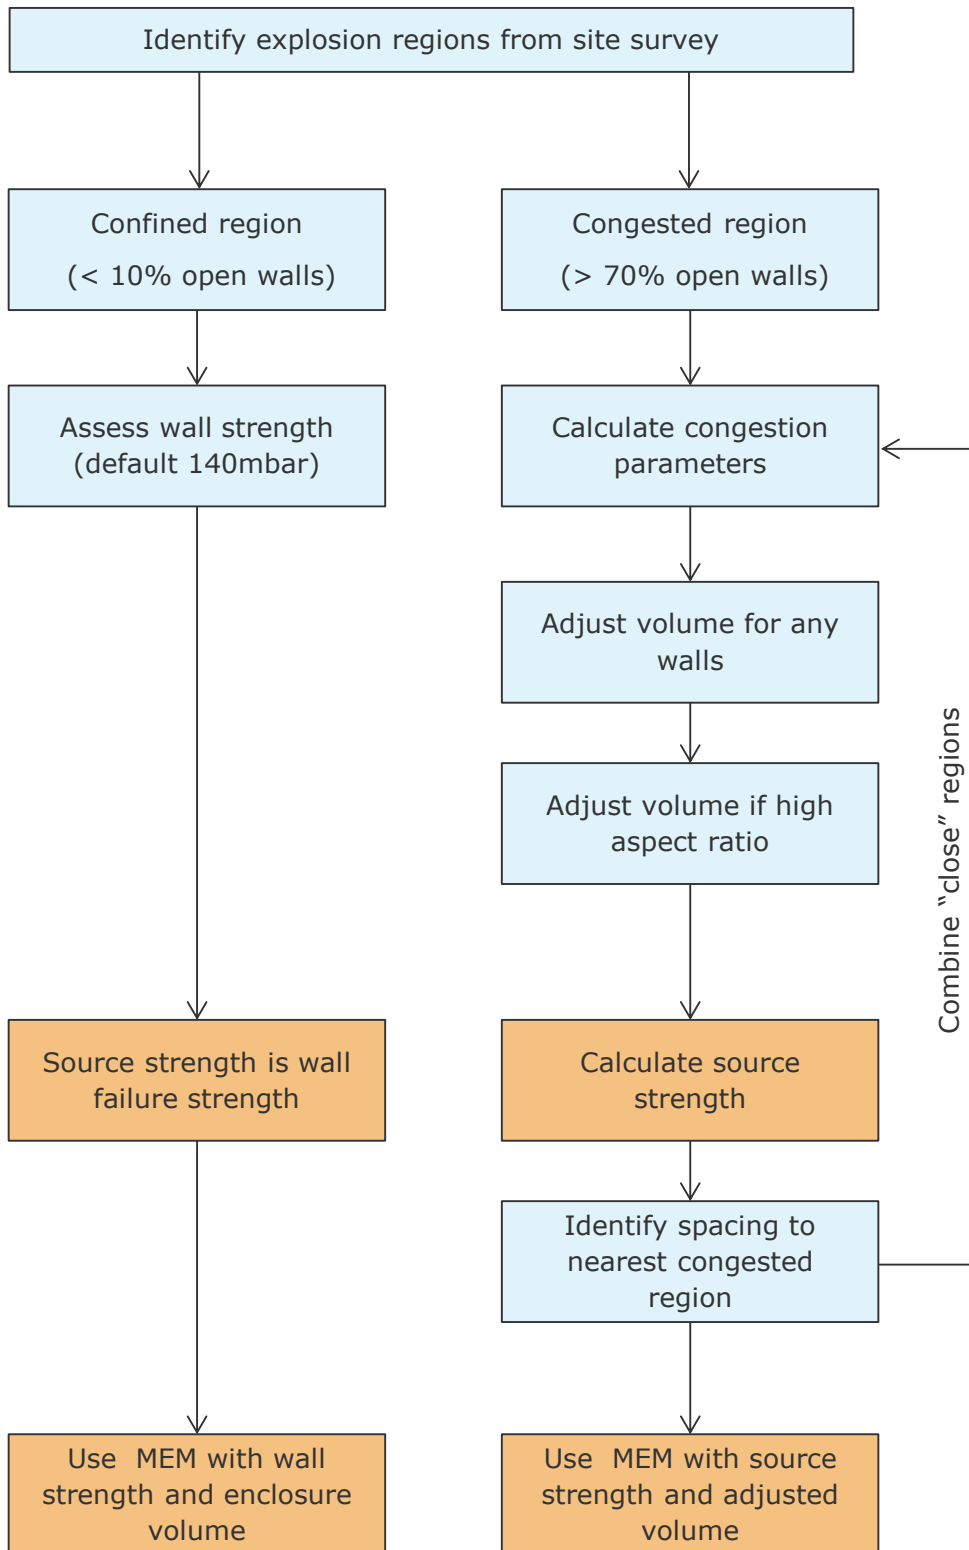 Identify explosion regions from site survey
Confined region
(< 10% open walls)
Congested region
(> 70% open walls)
Assess wall strength
(default 140mbar)
Calculate congestion
parameters
Adjust volume for any
walls
Adjust volume if high
aspect ratio
Combine “close” regions
Source strength is wall
failure strength
Calculate source
strength
Identify spacing to
nearest congested
region
Use  MEM with wall
strength and enclosure
volume
Use  MEM with source
strength and adjusted
volume